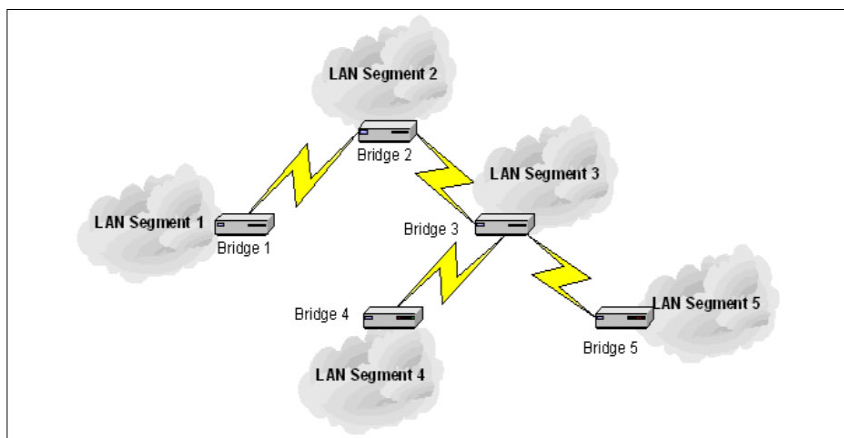 LAN Segment 2
Bridge 2
LAN Segment 3
LAN Segment 1
Bridge 3
Bridge 1
Bridge 4
LAN Segment 5
Bridge 5
LAN Segment 4